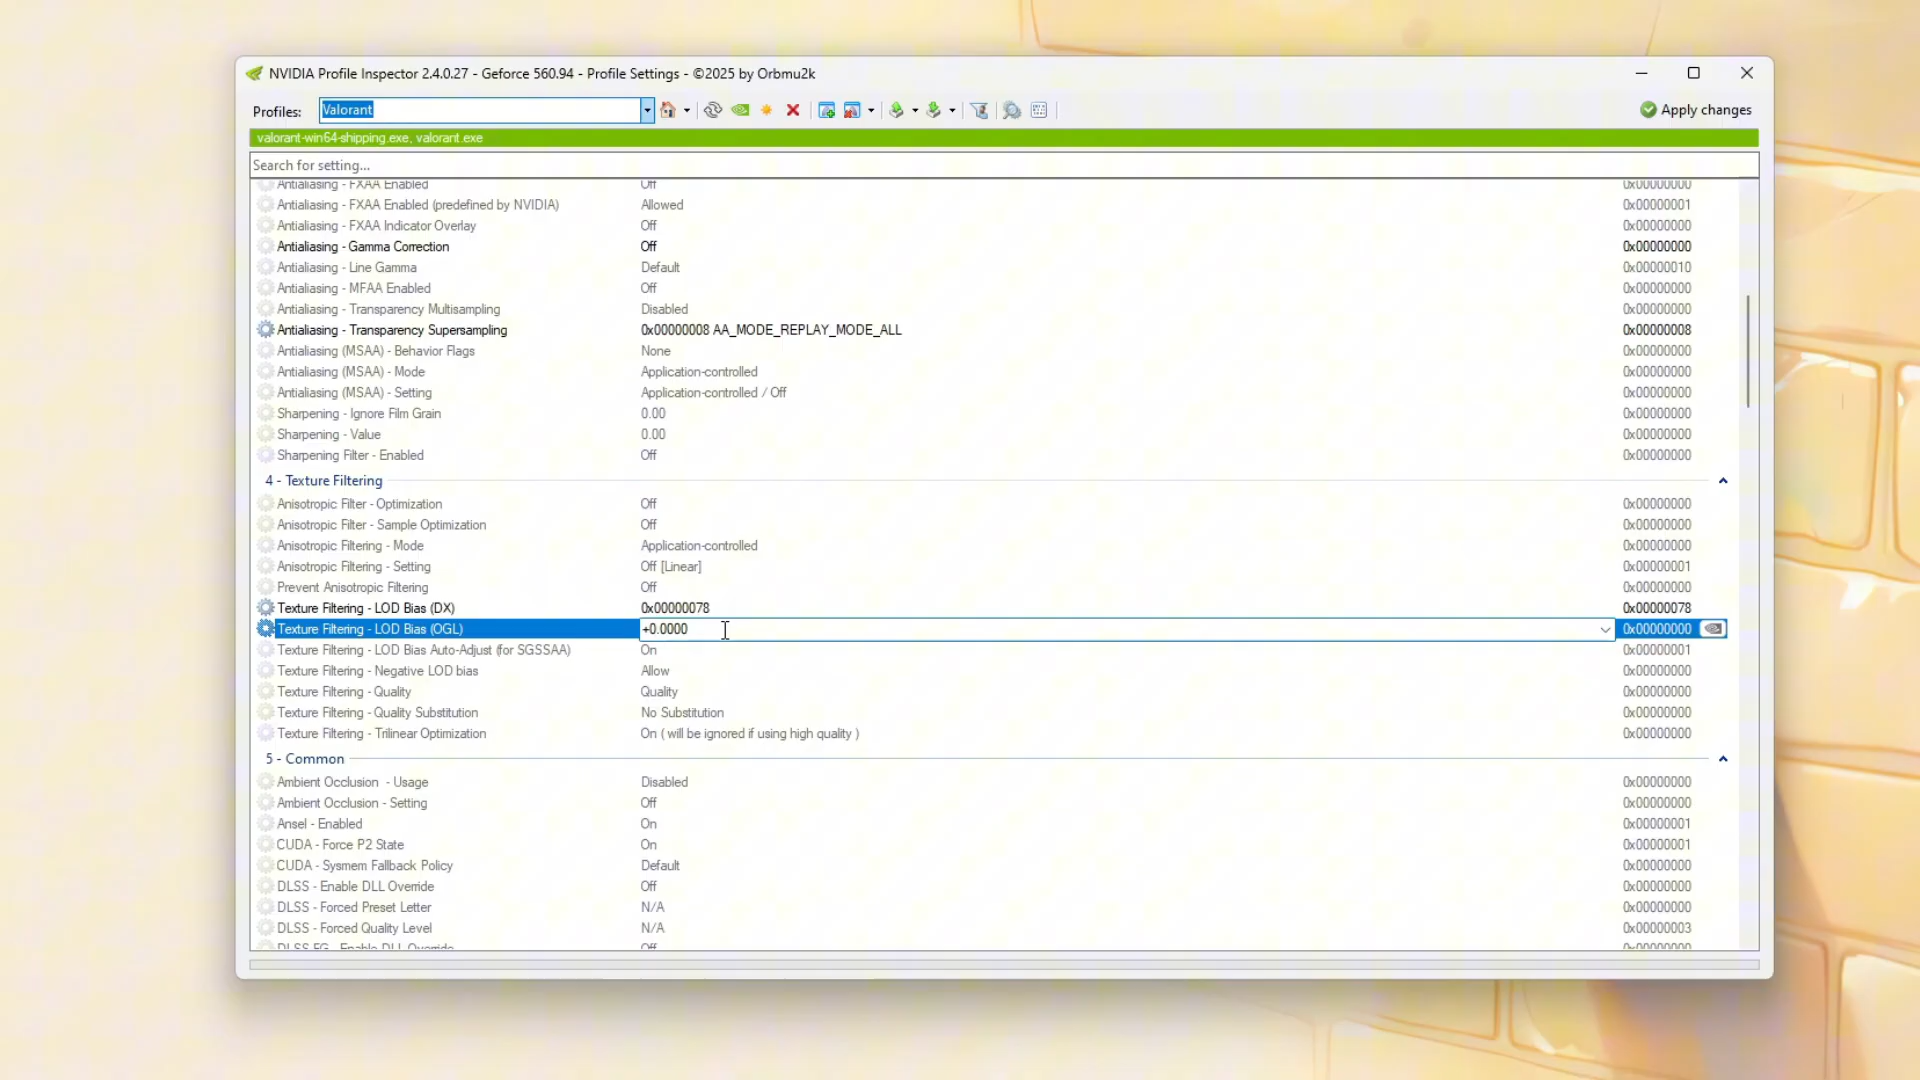 NVIDIA Profile Inspector 2.4.0.27 - Geforce 560.94 - Profile Settings - ©2025 by Orbmu2k
Profiles: Valorant Apply changes
valorant-win64-shipping.exe, valorant.exe
Search for setting...
Antialiasing - FXAA Enabled Off 0x00000000
Antialiasing - FXAA Enabled (predefined by NVIDIA) Allowed 0x00000001
Antialiasing - FXAA Indicator Overlay Off 0x00000000
Antialiasing - Gamma Correction Off 0x00000000
Antialiasing - Line Gamma Default 0x00000010
Antialiasing - MFAA Enabled Off 0x00000000
Antialiasing - Transparency Multisampling Disabled 0x00000000
Antialiasing - Transparency Supersampling 0x00000008 AA_MODE_REPLAY_MODE_ALL 0x00000008
Antialiasing (MSAA) - Behavior Flags None 0x00000000
Antialiasing (MSAA) - Mode Application-controlled 0x00000000
Antialiasing (MSAA) - Setting Application-controlled / Off 0x00000000
Sharpening - Ignore Film Grain 0.00 0x00000000
Sharpening - Value 0.00 0x00000000
Sharpening Filter - Enabled Off 0x00000000
4 - Texture Filtering
Anisotropic Filter - Optimization Off 0x00000000
Anisotropic Filter - Sample Optimization Off 0x00000000
Anisotropic Filtering - Mode Application-controlled 0x00000000
Anisotropic Filtering - Setting Off [Linear] 0x00000001
Prevent Anisotropic Filtering Off 0x00000000
Texture Filtering - LOD Bias (DX) 0x00000078 0x00000078
Texture Filtering - LOD Bias (OGL) +0.0000 0x00000000
Texture Filtering - LOD Bias Auto-Adjust (for SGSSAA) On 0x00000001
Texture Filtering - Negative LOD bias Allow 0x00000000
Texture Filtering - Quality Quality 0x00000000
Texture Filtering - Quality Substitution No Substitution 0x00000000
Texture Filtering - Trilinear Optimization On ( will be ignored if using high quality ) 0x00000000
5 - Common
Ambient Occlusion - Usage Disabled 0x00000000
Ambient Occlusion - Setting Off 0x00000000
Ansel - Enabled On 0x00000001
CUDA - Force P2 State On 0x00000001
CUDA - Sysmem Fallback Policy Default 0x00000000
DLSS - Enable DLL Override Off 0x00000000
DLSS - Forced Preset Letter N/A 0x00000000
DLSS - Forced Quality Level N/A 0x00000003
DLSS-FG - Enable DLL Override Off 0x00000000